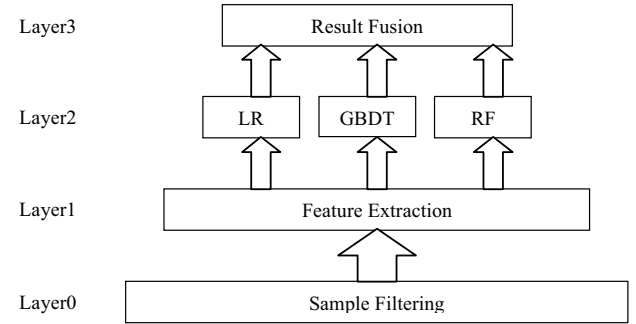 Layer3 Result Fusion
Layer2 LR GBDT RF
Layer1 Feature Extraction
Layer0 Sample Filtering